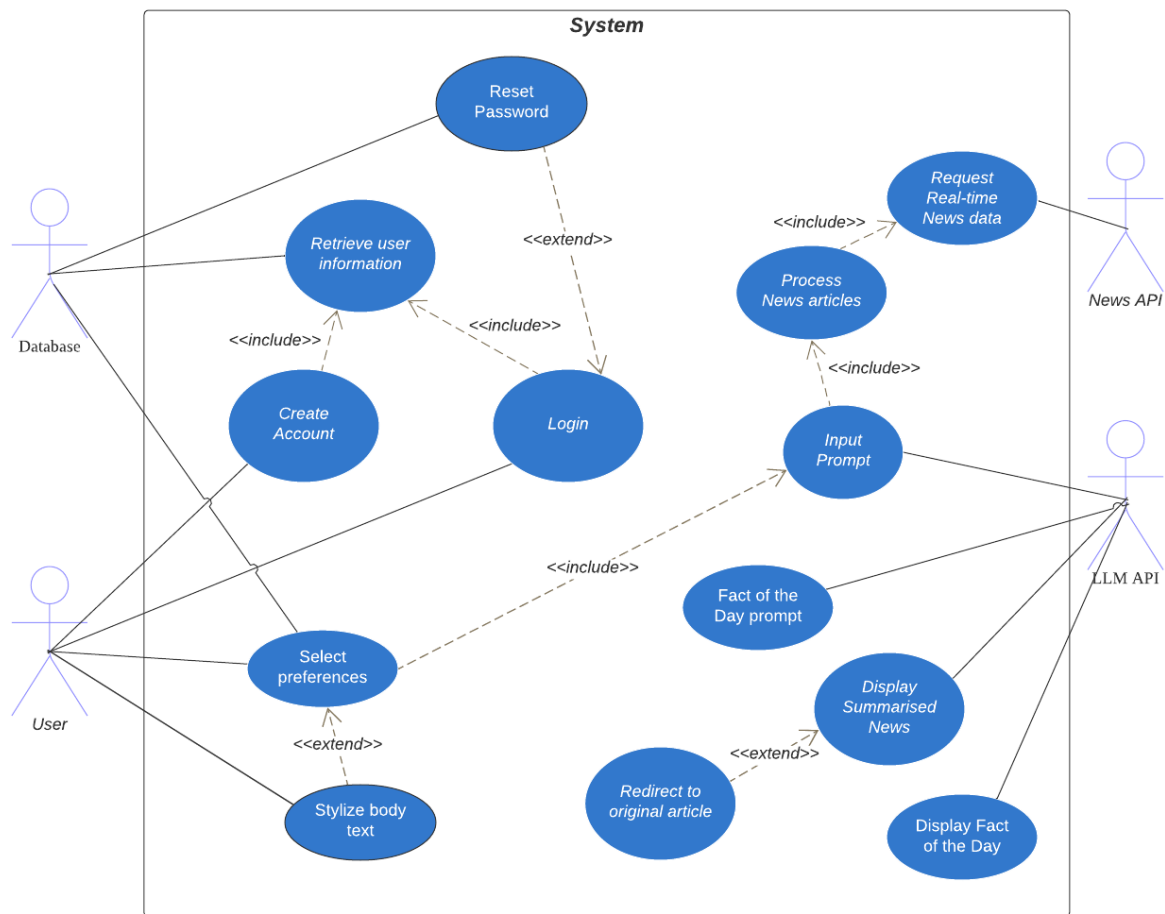 System
Reset
Password
Request
Real-time
News data
<<include>>
<<extend>>
Retrieve user
information
Process
News articles
News API
Database
<<include>>
<<include>>
<<include>>
Create
Account
Login
Input
Prompt
<<include>>
LLM API
Fact of the
Day prompt
Select
preferences
User
Display
Summarised
News
<<extend>>
<<extend>>
Redirect to
original article
Stylize body
text
Display Fact
of the Day